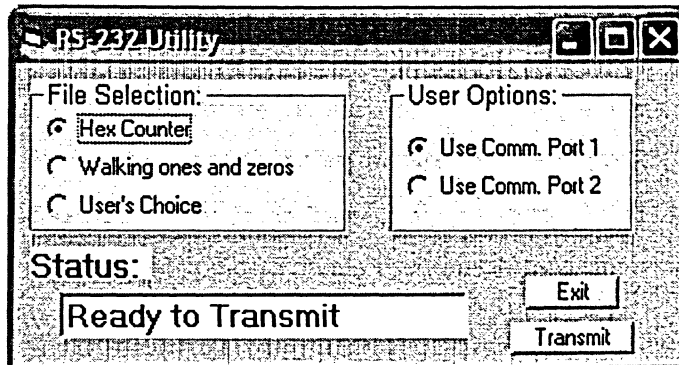 RS-232 Utility
File Selection:
Hex Counter
Walking ones and zeros
User's Choice
User Options:
Use Comm. Port 1
Use Comm. Port 2
Status:
Ready to Transmit
Exit
Transmit